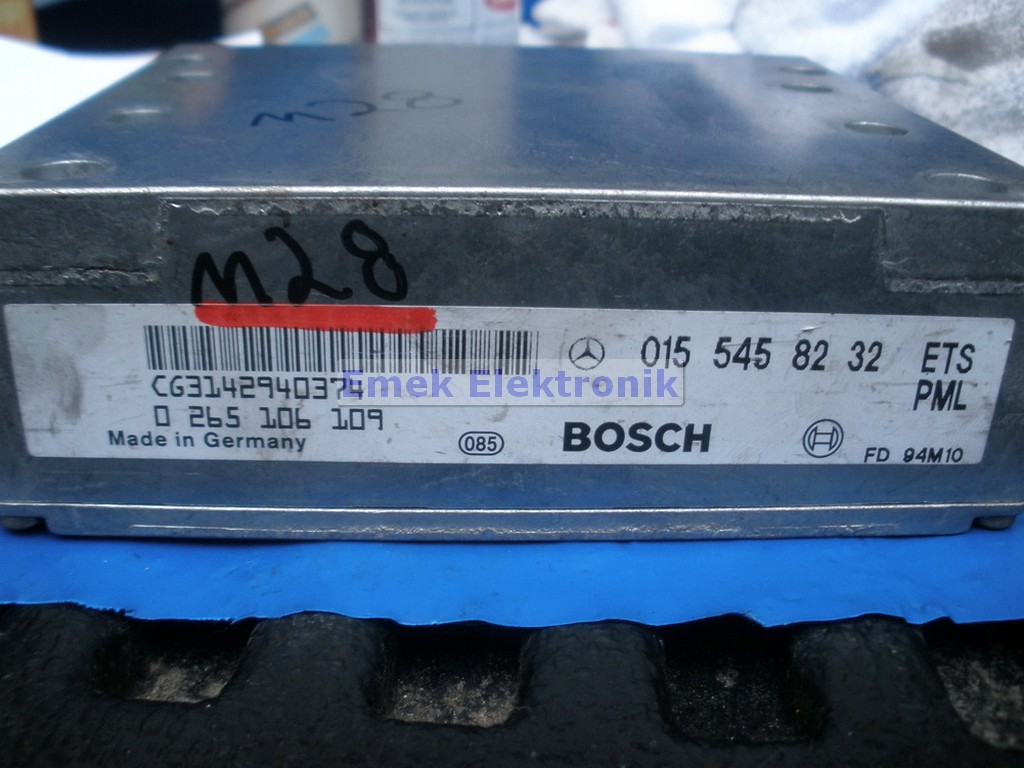 M28
M28
015 545 82 32 ETS
PML
CG3142940374
Emek Elektronik
0 265 106 109
Made in Germany
085
BOSCH
FD 94M10